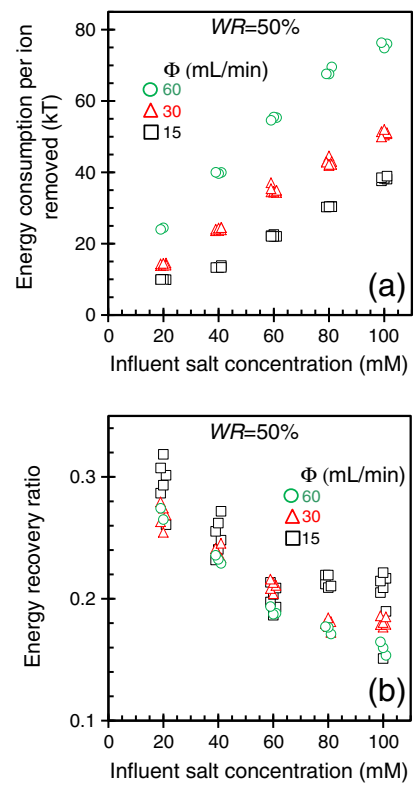 WR=50%
Φ (mL/min)
60
30
15
Energy consumption per ion
removed (kT)
80
60
40
20
0
(a)
0 20 40 60 80 100
Influent salt concentration (mM)
WR=50%
Φ (mL/min)
60
30
15
Energy recovery ratio
0.3
0.2
0.1
(b)
0 20 40 60 80 100
Influent salt concentration (mM)